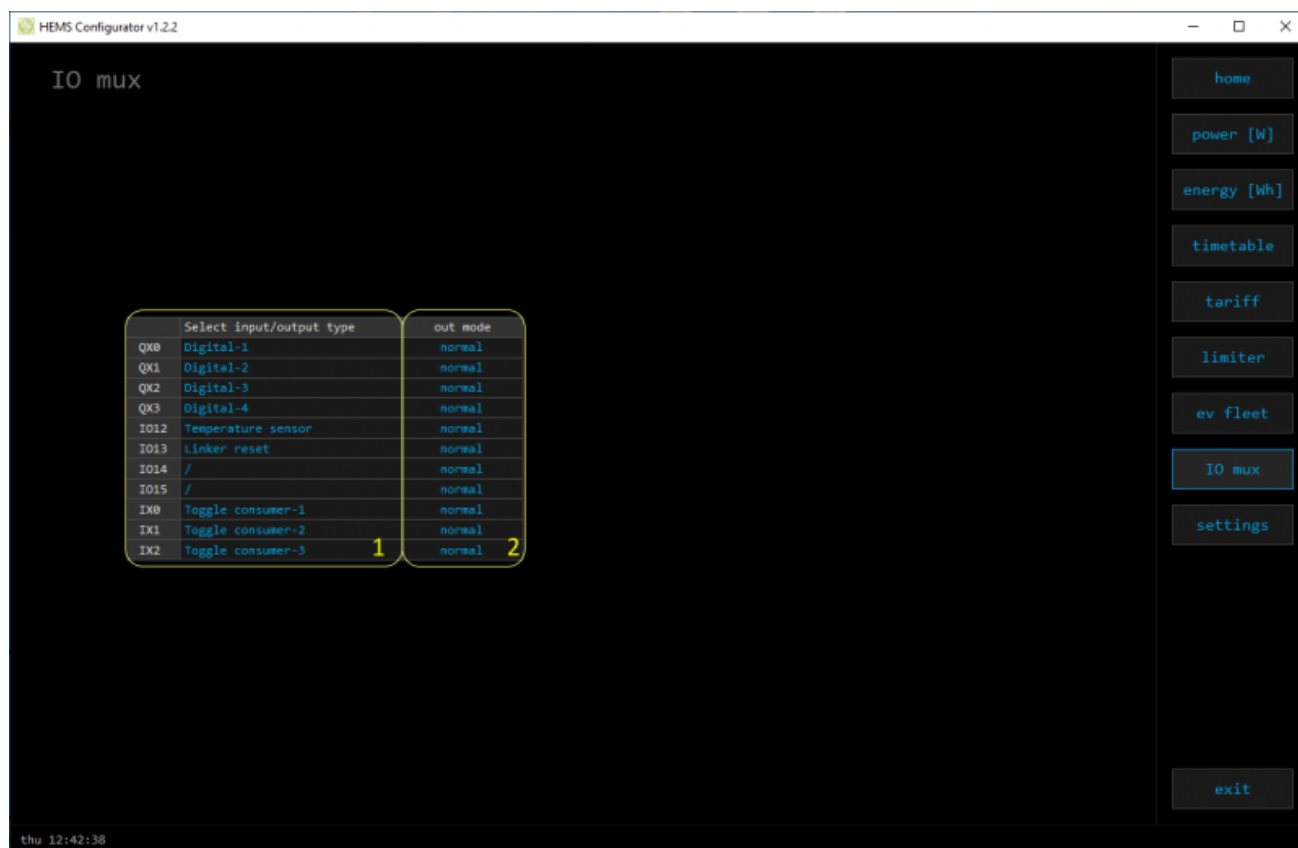 HEMS Configurator v1.2.2
IO mux
home
power [W]
energy [Wh]
timetable
tariff
limiter
ev fleet
IO mux
settings
exit
Select input/output type out mode
QX0 Digital-1 normal
QX1 Digital-2 normal
QX2 Digital-3 normal
QX3 Digital-4 normal
IO12 Temperature sensor normal
IO13 Linker reset normal
IO14 / normal
IO15 / normal
IX0 Toggle consumer-1 normal
IX1 Toggle consumer-2 normal
IX2 Toggle consumer-3 1 normal 2
thu 12:42:38